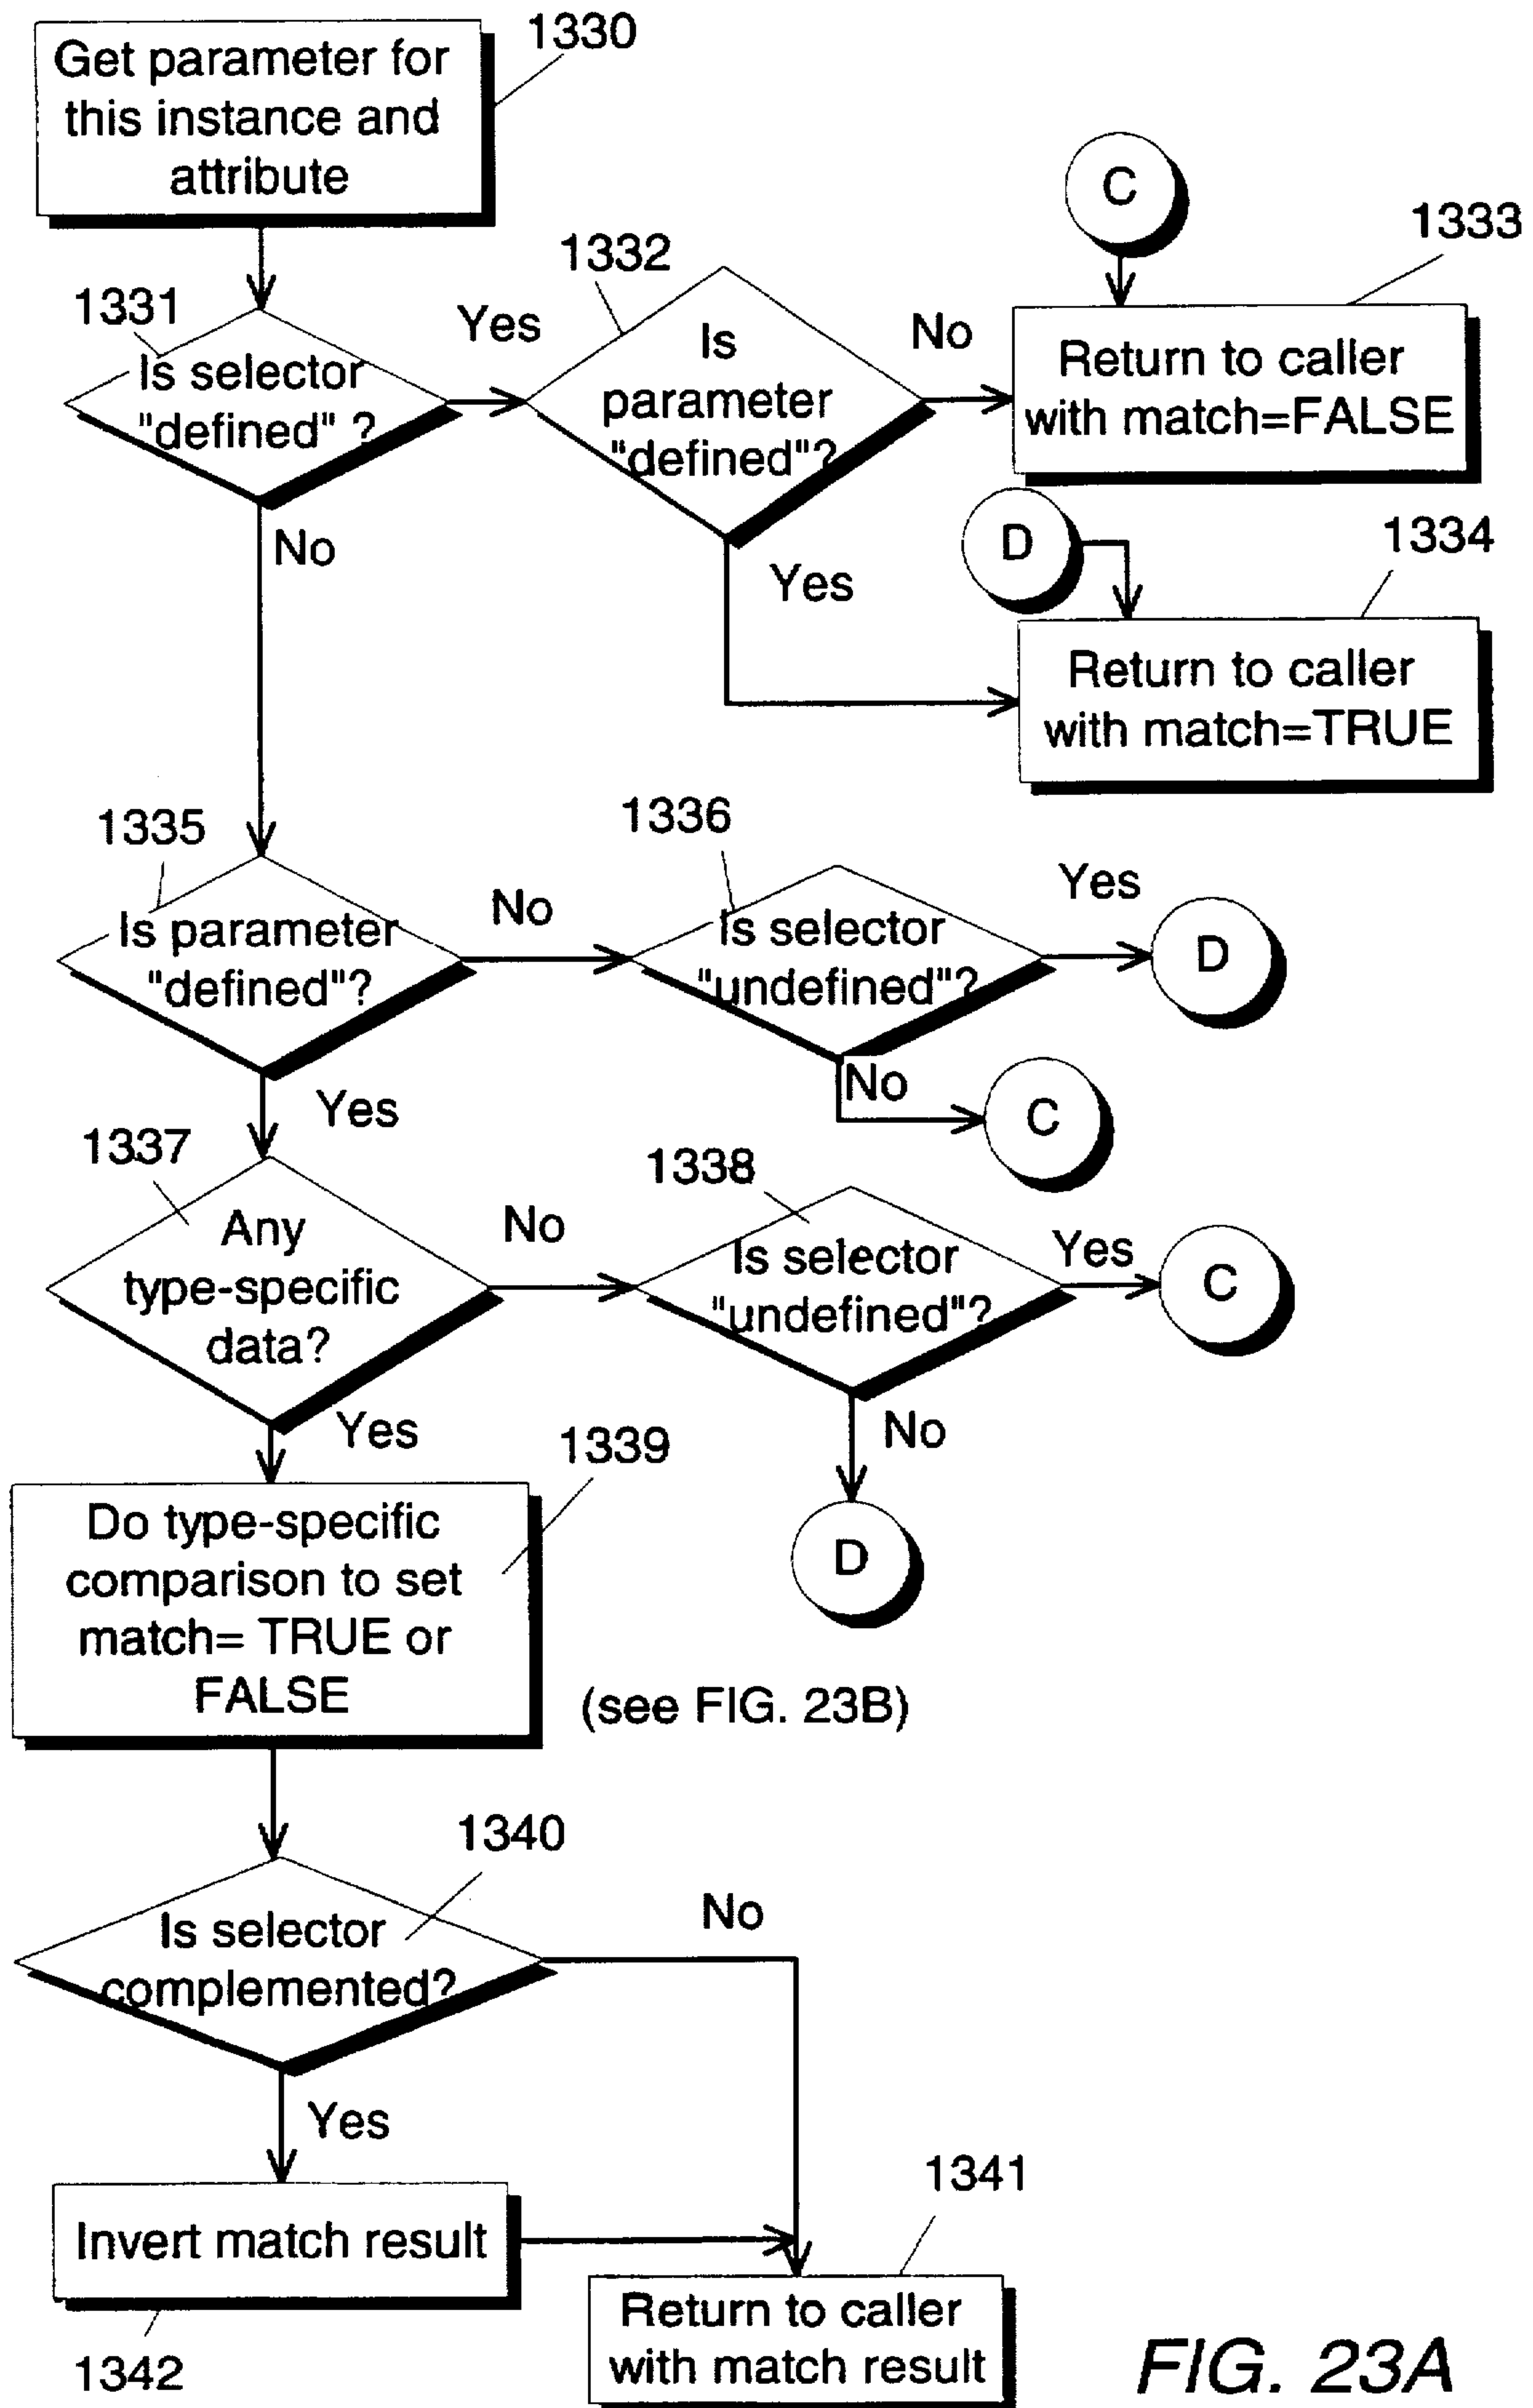 Get parameter for
this instance and
attribute
1330
C
1333
1332
1331
Yes
No
Is selector
"defined" ?
Is
parameter
"defined"?
Return to caller
with match=FALSE
No
D
1334
Yes
Return to caller
with match=TRUE
1335
1336
Yes
No
Is parameter
"defined"?
Is selector
"undefined"?
D
No
C
Yes
1337
1338
No
Yes
Any
type-specific
data?
Is selector
"undefined"?
C
Yes
No
1339
Do type-specific
comparison to set
match= TRUE or
FALSE
D
(see FIG. 23B)
1340
No
Is selector
complemented?
Yes
1341
Invert match result
Return to caller
with match result
1342
FIG. 23A